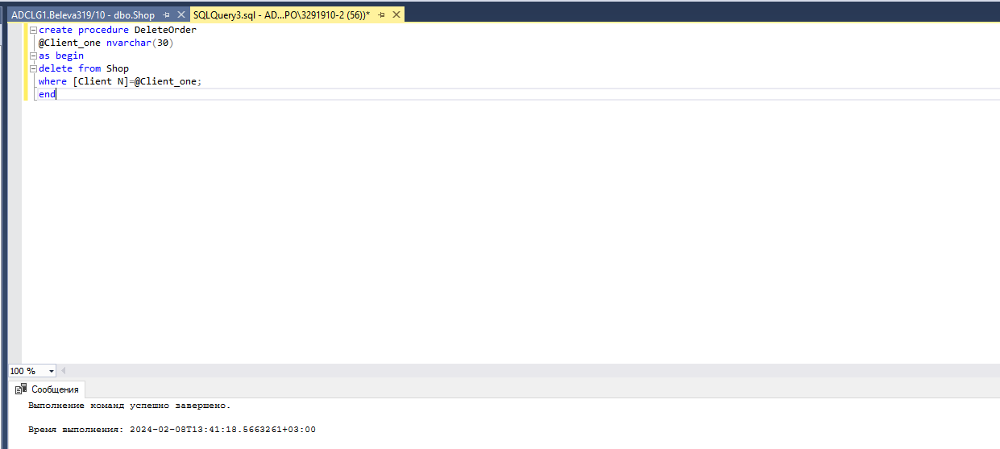 ADCLG1.Beleva319/10 - dbo.Shop SQLQuery3.sql - AD...PO\3291910-2 (56))*
create procedure DeleteOrder
@Client_one nvarchar(30)
as begin
delete from Shop
where [Client N]=@Client_one;
end
100 %
Сообщения
Выполнение команд успешно завершено.
Время выполнения: 2024-02-08T13:41:18.5663261+03:00